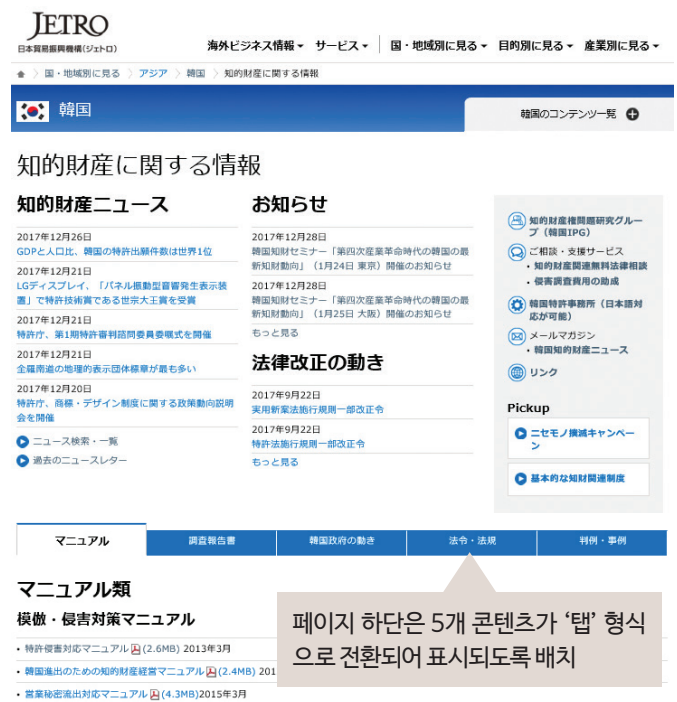 JETRO
日本貿易振興機構(ジェトロ)
海外ビジネス情報 サービス 国・地域別に見る 目的別に見る 産業別に見る
国・地域別に見る 〉 アジア 〉 韓国 〉 知的財産に関する情報
韓国
韓国のコンテンツ一覧
知的財産に関する情報
知的財産ニュース
2017年12月26日
GDPと人口比、韓国の特許出願件数は世界1位
2017年12月21日
LGディスプレイ、「パネル振動型音響発生表示装
置」で特許技術賞である世宗大王賞を受賞
2017年12月21日
特許庁、第1期特許審判諮問委員委嘱式を開催
2017年12月21日
全羅南道の地理的表示団体標章が最も多い
2017年12月20日
特許庁、商標・デザイン制度に関する政策動向説明
会を開催
ニュース検索・一覧
過去のニュースレター
お知らせ
2017年12月28日
韓国知財セミナー「第四次産業革命時代の韓国の最
新知財動向」（1月24日 東京）開催のお知らせ
2017年12月28日
韓国知財セミナー「第四次産業革命時代の韓国の最
新知財動向」（1月25日 大阪）開催のお知らせ
もっと見る
法律改正の動き
2017年9月22日
実用新案法施行規則一部改正令
2017年9月22日
特許法施行規則一部改正令
もっと見る
知的財産権問題研究グルー
プ（韓国IPG）
ご相談・支援サービス
・知的財産関連無料法律相談
・侵害調査費用の助成
韓国特許事務所（日本語対
応が可能）
メールマガジン
・韓国知的財産ニュース
リンク
Pickup
ニセモノ撲滅キャンペー
ン
基本的な知財関連制度
マニュアル 調査報告書 韓国政府の動き 法令・法規 判例・事例
マニュアル類
模倣・侵害対策マニュアル
・特許侵害対応マニュアル (2.6MB) 2013年3月
・韓国進出のための知的財産経営マニュアル (2.4MB) 201
・営業秘密流出対応マニュアル (4.3MB)2015年3月
페이지 하단은 5개 콘텐츠가 ‘탭’ 형식
으로 전환되어 표시되도록 배치